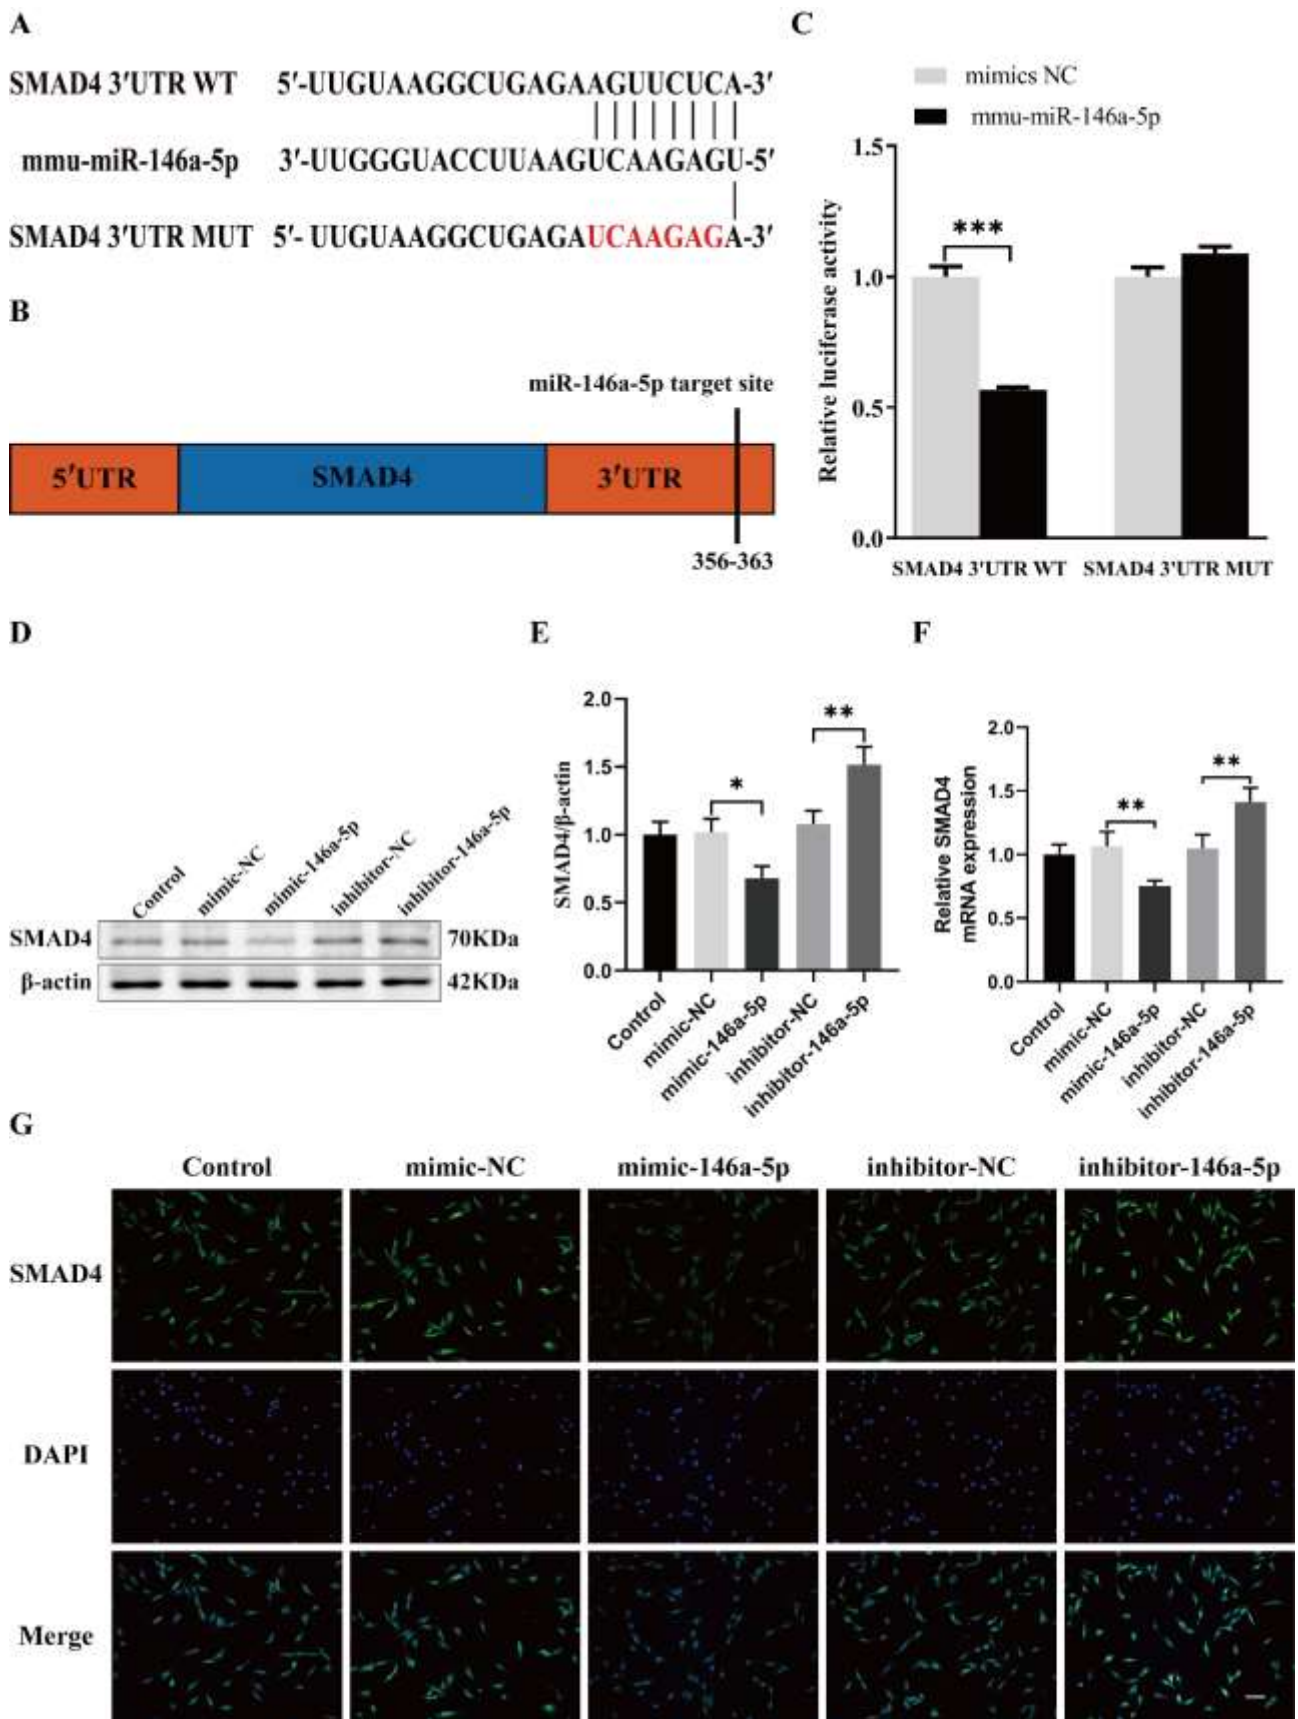 A
SMAD4 3′UTR WT 5′-UUGUAAGGCUGAGAAGUUCUCA-3′
mmu-miR-146a-5p 3′-UUGGGUACCUUAAGUCAAGAGU-5′
SMAD4 3′UTR MUT 5′- UUGUAAGGCUGAGAUCAAGAGA-3′
B
miR-146a-5p target site
5′UTR SMAD4 3′UTR
356-363
C
mimics NC
mmu-miR-146a-5p
Relative luciferase activity
1.5
1.0
0.5
0.0
***
SMAD4 3′UTR WT SMAD4 3′UTR MUT
D
Control mimic-NC mimic-146a-5p inhibitor-NC inhibitor-146a-5p
SMAD4 70KDa
β-actin 42KDa
E
SMAD4/β-actin
2.0
1.5
1.0
0.5
0.0
*
**
Control mimic-NC mimic-146a-5p inhibitor-NC inhibitor-146a-5p
F
Relative SMAD4
mRNA expression
2.0
1.5
1.0
0.5
0.0
**
**
Control mimic-NC mimic-146a-5p inhibitor-NC inhibitor-146a-5p
G
Control mimic-NC mimic-146a-5p inhibitor-NC inhibitor-146a-5p
SMAD4
DAPI
Merge